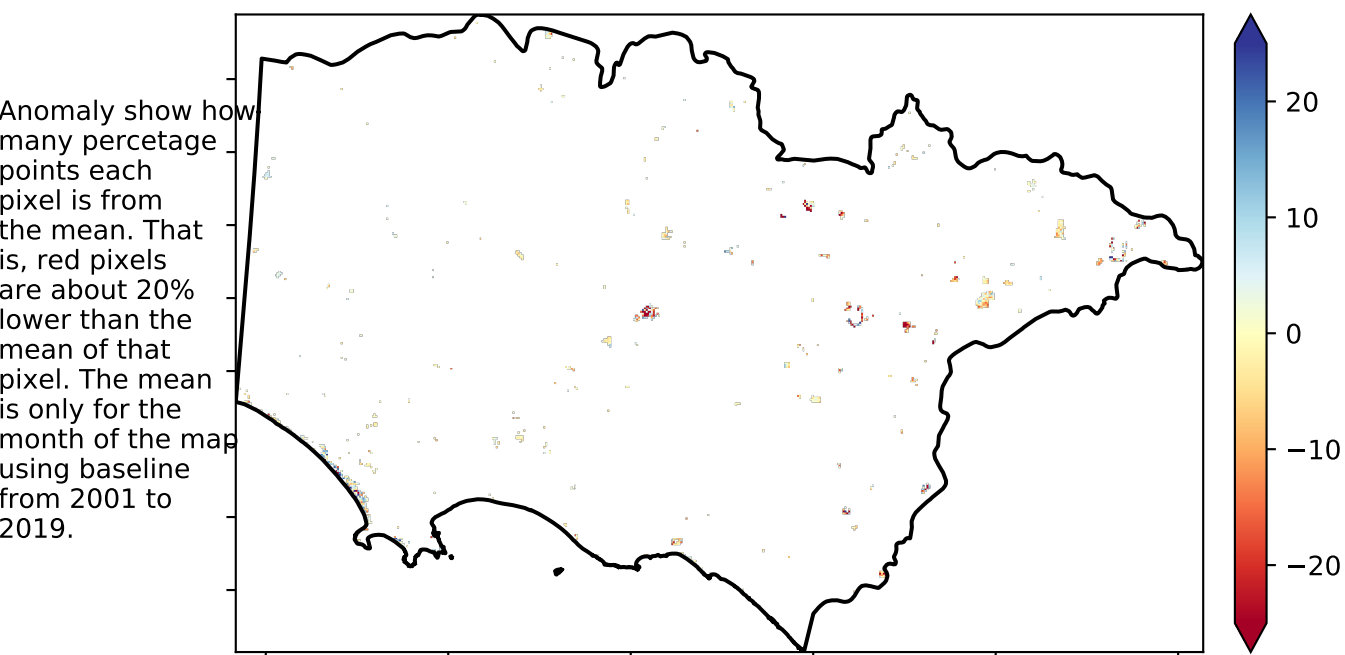 Anomaly show how
many percetage
points each
pixel is from
the mean. That
is, red pixels
are about 20%
lower than the
mean of that
pixel. The mean
is only for the
month of the map
using baseline
from 2001 to
2019.
20
10
0
−10
−20